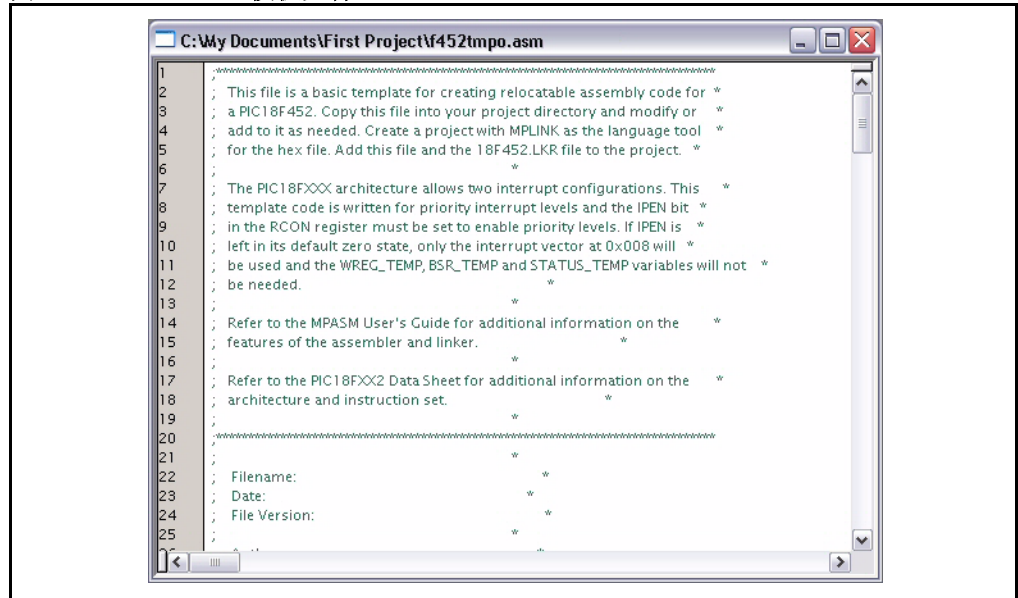 C:\My Documents\First Project\f452tmpo.asm
1 ;*******************************************************************************
2 ; This file is a basic template for creating relocatable assembly code for *
3 ; a PIC18F452. Copy this file into your project directory and modify or *
4 ; add to it as needed. Create a project with MPLINK as the language tool *
5 ; for the hex file. Add this file and the 18F452.LKR file to the project. *
6 ; *
7 ; The PIC18FXXX architecture allows two interrupt configurations. This *
8 ; template code is written for priority interrupt levels and the IPEN bit *
9 ; in the RCON register must be set to enable priority levels. If IPEN is *
10 ; left in its default zero state, only the interrupt vector at 0x008 will *
11 ; be used and the WREG_TEMP, BSR_TEMP and STATUS_TEMP variables will not *
12 ; be needed. *
13 ; *
14 ; Refer to the MPASM User's Guide for additional information on the *
15 ; features of the assembler and linker. *
16 ; *
17 ; Refer to the PIC18FXX2 Data Sheet for additional information on the *
18 ; architecture and instruction set. *
19 ; *
20 ;*******************************************************************************
21 ; *
22 ; Filename: *
23 ; Date: *
24 ; File Version: *
25 ; *